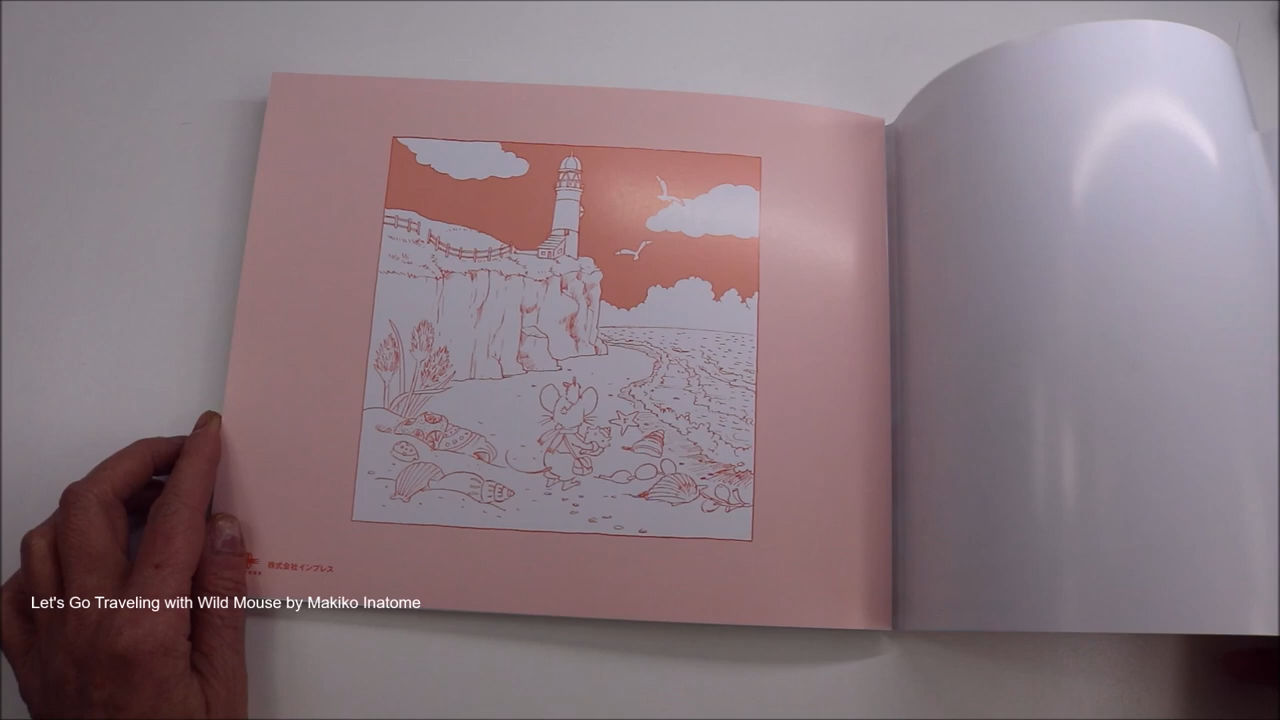 株式会社インプレス
Let's Go Traveling with Wild Mouse by Makiko Inatome